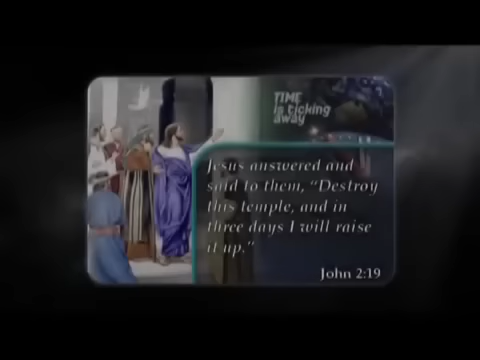 TIME
is ticking
away
Jesus answered and
said to them, “Destroy
this temple, and in
three days I will raise
it up.”
John 2:19